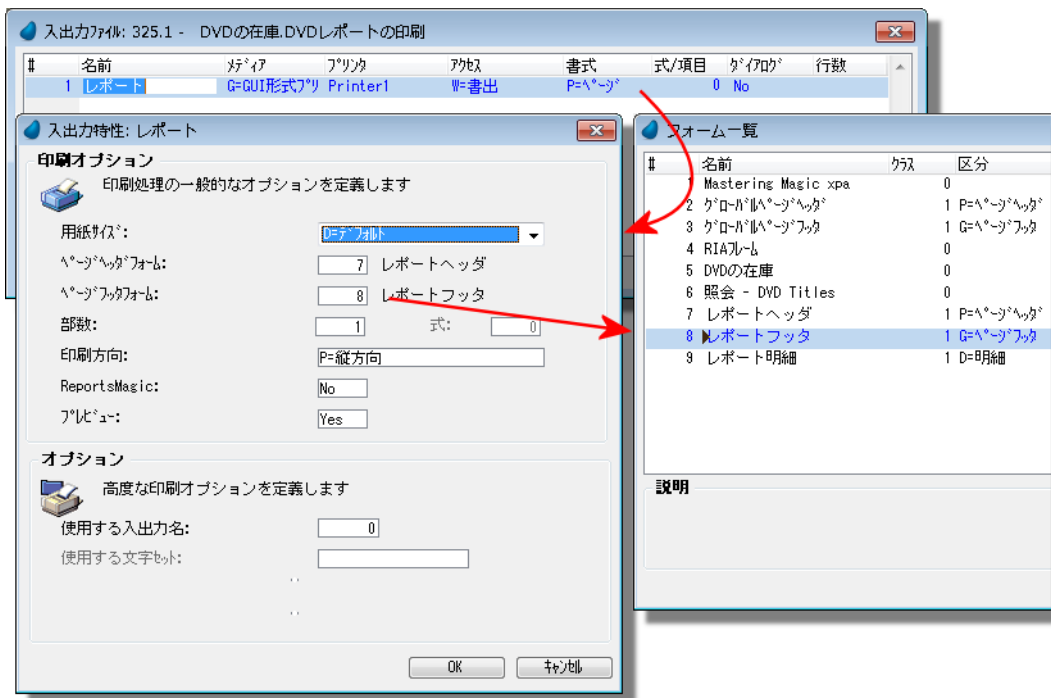 入出力ﾌｧｲﾙ: 325.1 - DVDの在庫.DVDレポートの印刷
# 名前 ﾒﾃﾞｨｱ ﾌﾟﾘﾝﾀ ｱｸｾｽ 書式 式/項目 ﾀﾞｲｱﾛｸﾞ 行数
1 レポート G=GUI形式ﾌﾟﾘ Printer1 W=書出 P=ﾍﾟｰｼﾞ 0 No
入出力特性: レポート
印刷オプション
印刷処理の一般的なオプションを定義します
用紙ｻｲｽﾞ: D=ﾃﾞﾌｫﾙﾄ
ﾍﾟｰｼﾞﾍｯﾀﾞﾌｫｰﾑ: 7 レポートヘッダ
ﾍﾟｰｼﾞﾌｯﾀﾌｫｰﾑ: 8 レポートフッタ
部数: 1 式: 0
印刷方向: P=縦方向
ReportsMagic: No
ﾌﾟﾚﾋﾞｭｰ: Yes
オプション
高度な印刷オプションを定義します
使用する入出力名: 0
使用する文字ｾｯﾄ:
OK ｷｬﾝｾﾙ
フォーム一覧
# 名前 ｸﾗｽ 区分
1 Mastering Magic xpa 0
2 ｸﾞﾛｰﾊﾞﾙﾍﾟｰｼﾞﾍｯﾀﾞ 1 P=ﾍﾟｰｼﾞﾍｯﾀﾞ
3 ｸﾞﾛｰﾊﾞﾙﾍﾟｰｼﾞﾌｯﾀ 1 G=ﾍﾟｰｼﾞﾌｯﾀ
4 RIAﾌﾚｰﾑ 0
5 DVDの在庫 0
6 照会 - DVD Titles 0
7 レポートヘッダ 1 P=ﾍﾟｰｼﾞﾍｯﾀﾞ
8 レポートフッタ 1 G=ﾍﾟｰｼﾞﾌｯﾀ
9 レポート明細 1 D=明細
説明